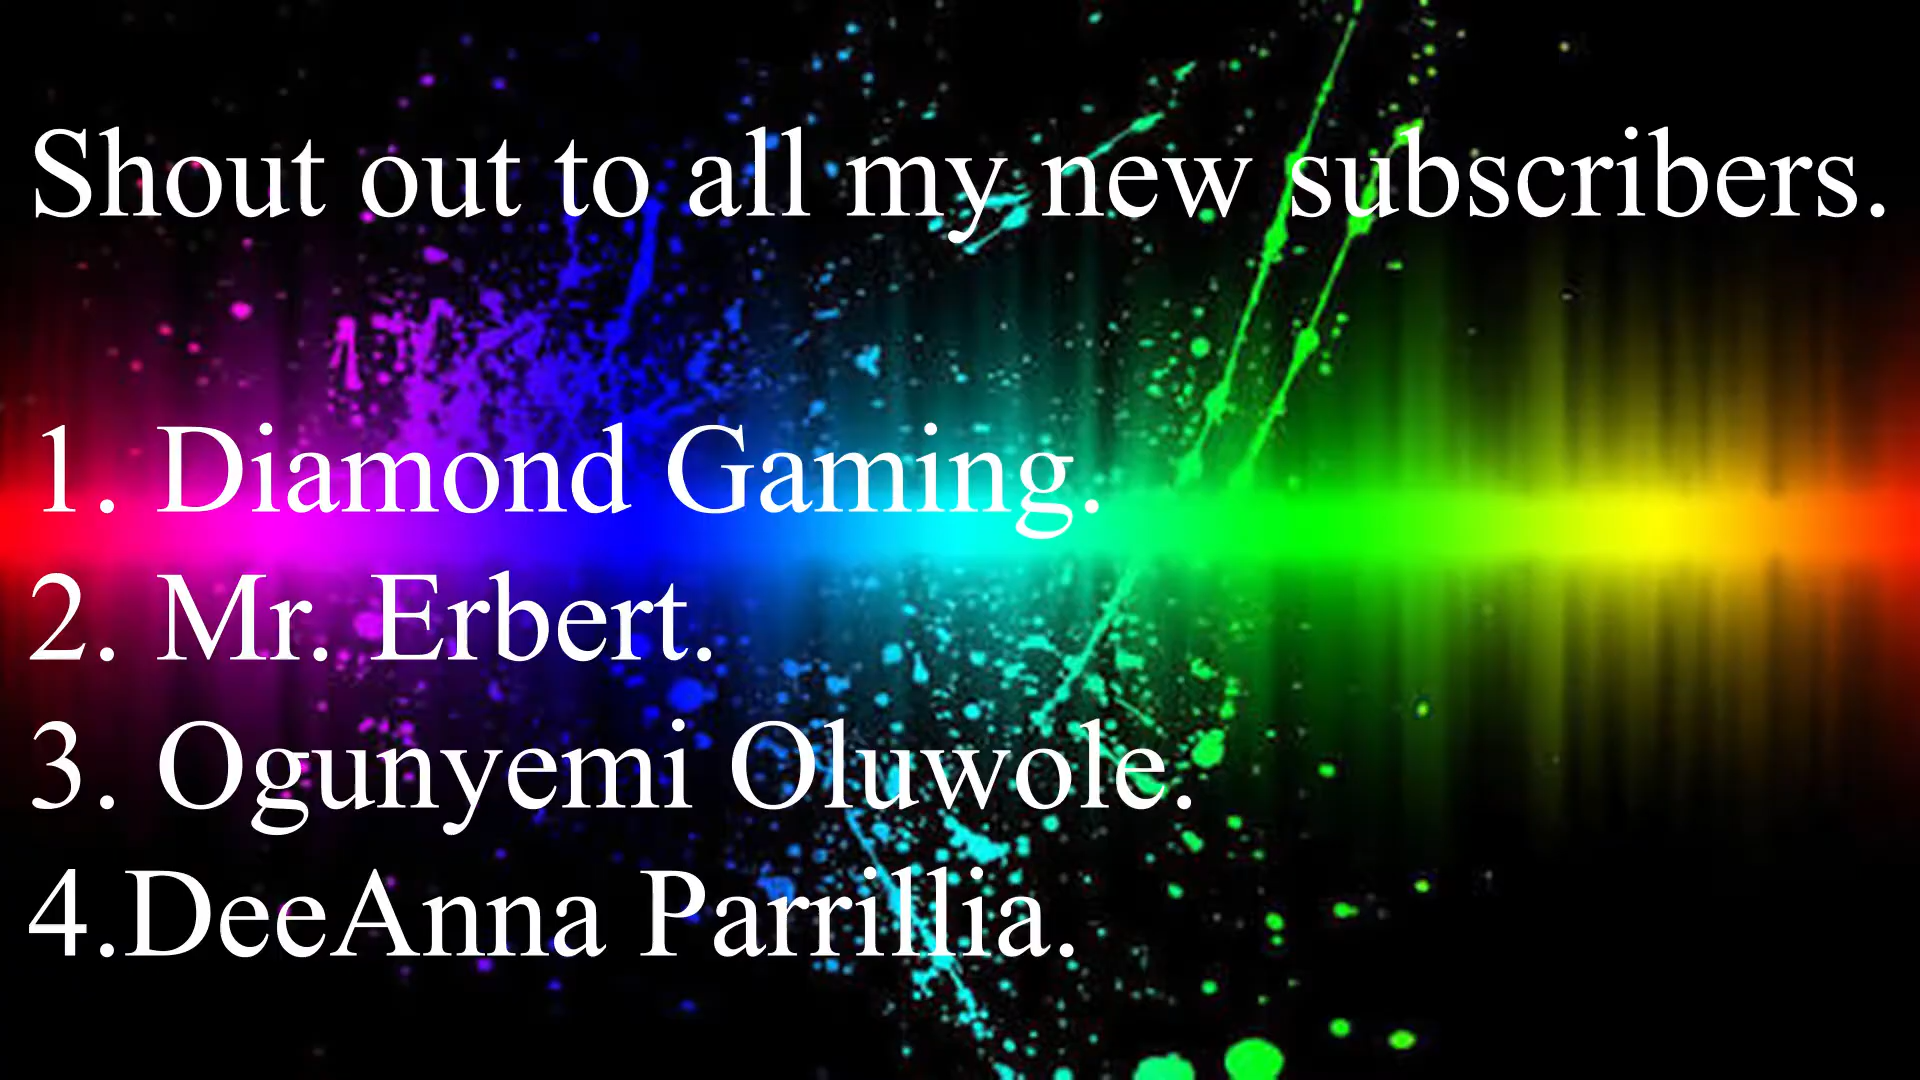 Shout out to all my new subscribers.
1. Diamond Gaming.
2. Mr. Erbert.
3. Ogunyemi Oluwole.
4.DeeAnna Parrillia.